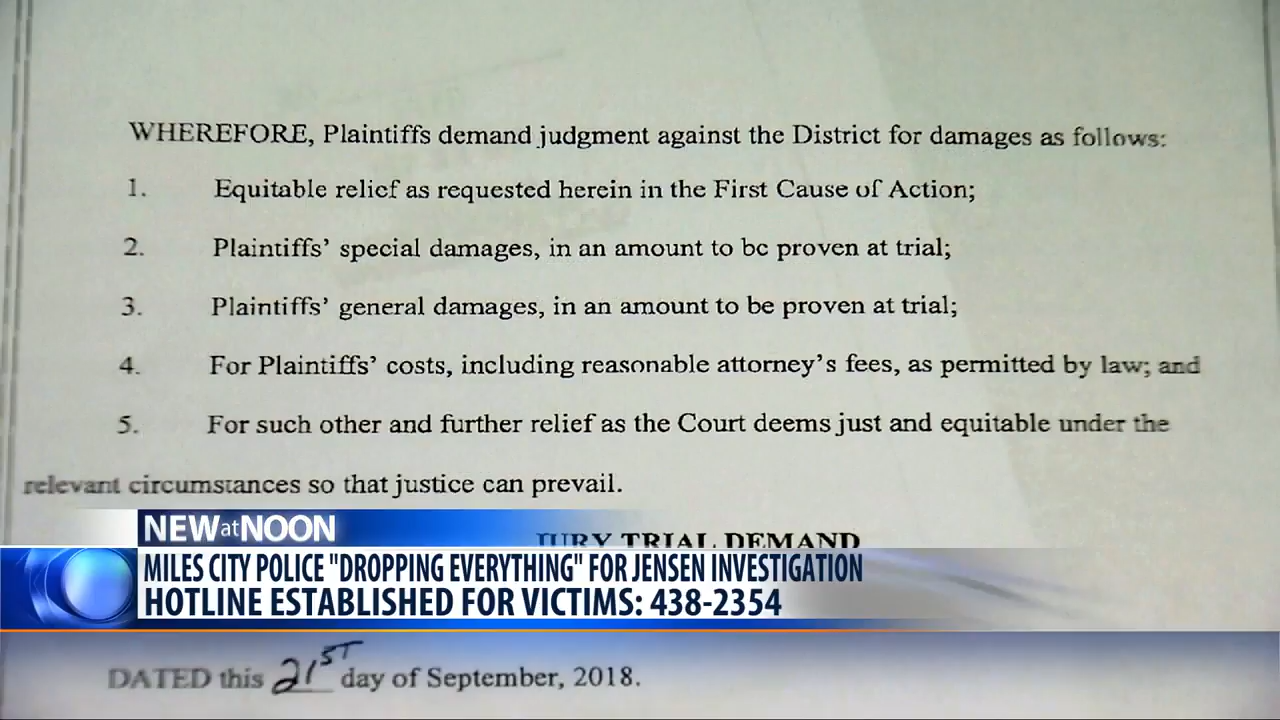 WHEREFORE, Plaintiffs demand judgment against the District for damages as follows:
1. Equitable relief as requested herein in the First Cause of Action;
2. Plaintiffs' special damages, in an amount to be proven at trial;
3. Plaintiffs' general damages, in an amount to be proven at trial;
4. For Plaintiffs' costs, including reasonable attorney's fees, as permitted by law; and
5. For such other and further relief as the Court deems just and equitable under the
relevant circumstances so that justice can prevail.
JURY TRIAL DEMAND
NEW at NOON
MILES CITY POLICE "DROPPING EVERYTHING" FOR JENSEN INVESTIGATION
HOTLINE ESTABLISHED FOR VICTIMS: 438-2354
DATED this 21ST day of September, 2018.